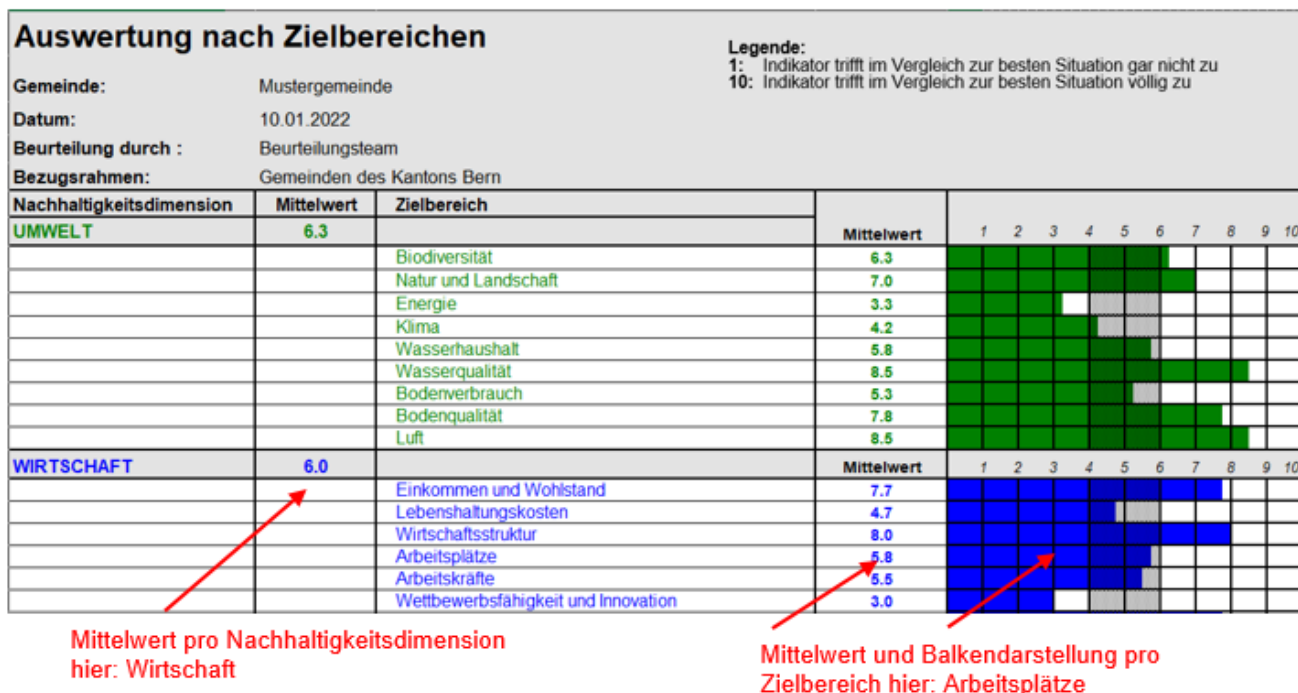 Auswertung nach Zielbereichen
Legende:
1: Indikator trifft im Vergleich zur besten Situation gar nicht zu
10: Indikator trifft im Vergleich zur besten Situation völlig zu
Gemeinde: Mustergemeinde
Datum: 10.01.2022
Beurteilung durch : Beurteilungsteam
Bezugsrahmen: Gemeinden des Kantons Bern
Nachhaltigkeitsdimension Mittelwert Zielbereich
UMWELT 6.3 Mittelwert 1 2 3 4 5 6 7 8 9 10
Biodiversität 6.3
Natur und Landschaft 7.0
Energie 3.3
Klima 4.2
Wasserhaushalt 5.8
Wasserqualität 8.5
Bodenverbrauch 5.3
Bodenqualität 7.8
Luft 8.5
WIRTSCHAFT 6.0 Mittelwert 1 2 3 4 5 6 7 8 9 10
Einkommen und Wohlstand 7.7
Lebenshaltungskosten 4.7
Wirtschaftsstruktur 8.0
Arbeitsplätze 5.8
Arbeitskräfte 5.5
Wettbewerbsfähigkeit und Innovation 3.0
Mittelwert pro Nachhaltigkeitsdimension
hier: Wirtschaft
Mittelwert und Balkendarstellung pro
Zielbereich hier: Arbeitsplätze